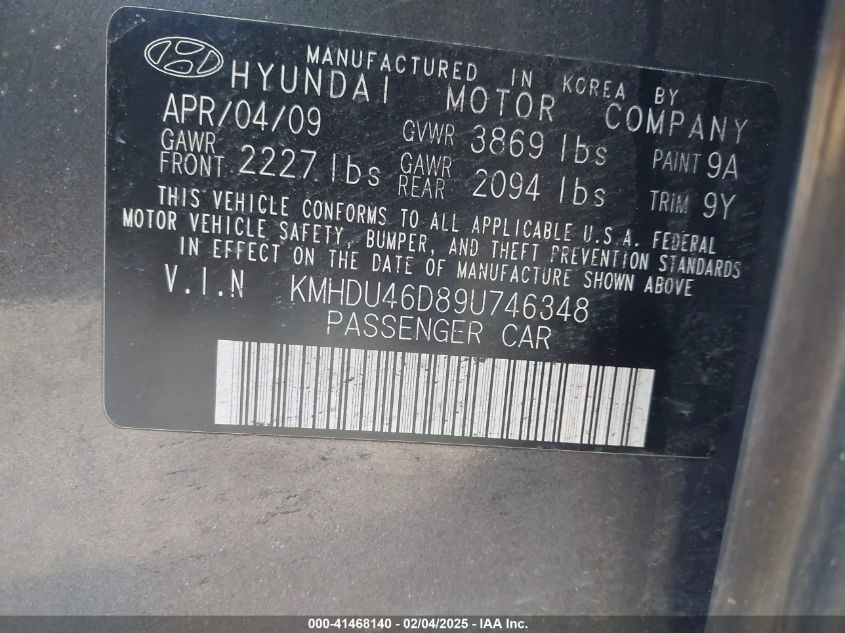 MANUFACTURED IN KOREA BY
HYUNDAI MOTOR COMPANY
APR/04/09 GVWR 3869 lbs PAINT 9A
GAWR FRONT 2227 lbs GAWR REAR 2094 lbs TRIM 9Y
THIS VEHICLE CONFORMS TO ALL APPLICABLE U.S.A. FEDERAL
MOTOR VEHICLE SAFETY, BUMPER, AND THEFT PREVENTION STANDARDS
IN EFFECT ON THE DATE OF MANUFACTURE SHOWN ABOVE
V.I.N KMHDU46D89U746348
PASSENGER CAR
000-41468140 - 02/04/2025 - IAA Inc.